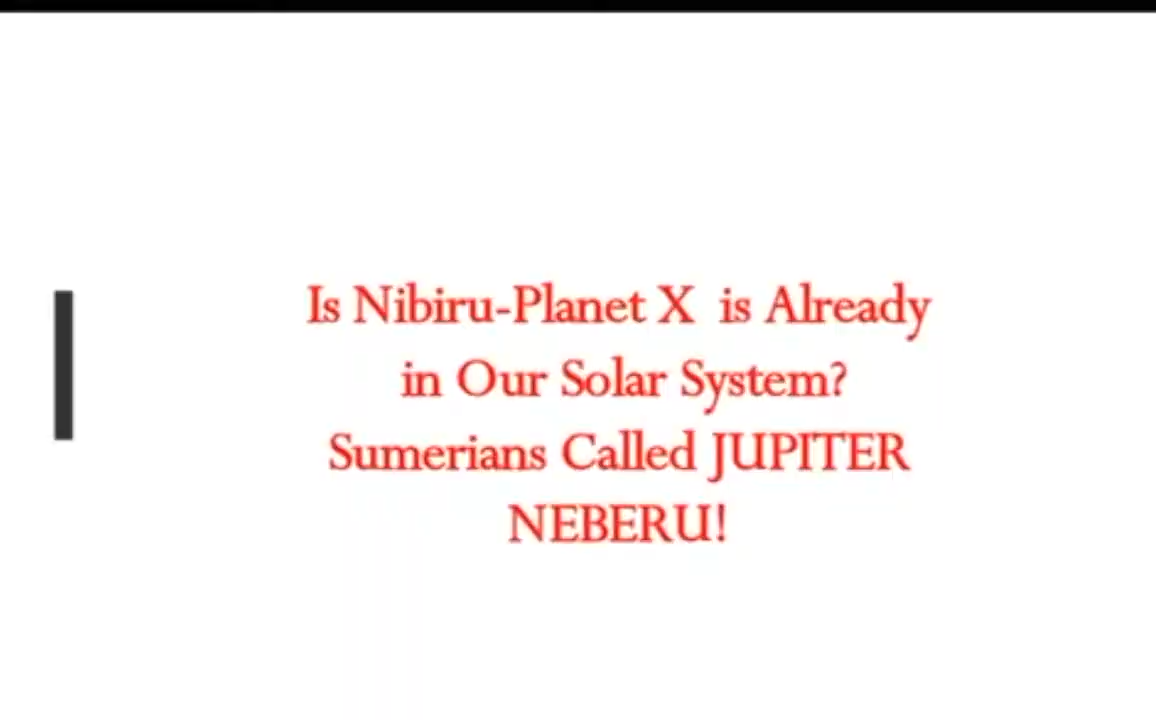 Is Nibiru-Planet X is Already
in Our Solar System?
Sumerians Called JUPITER
NEBERU!